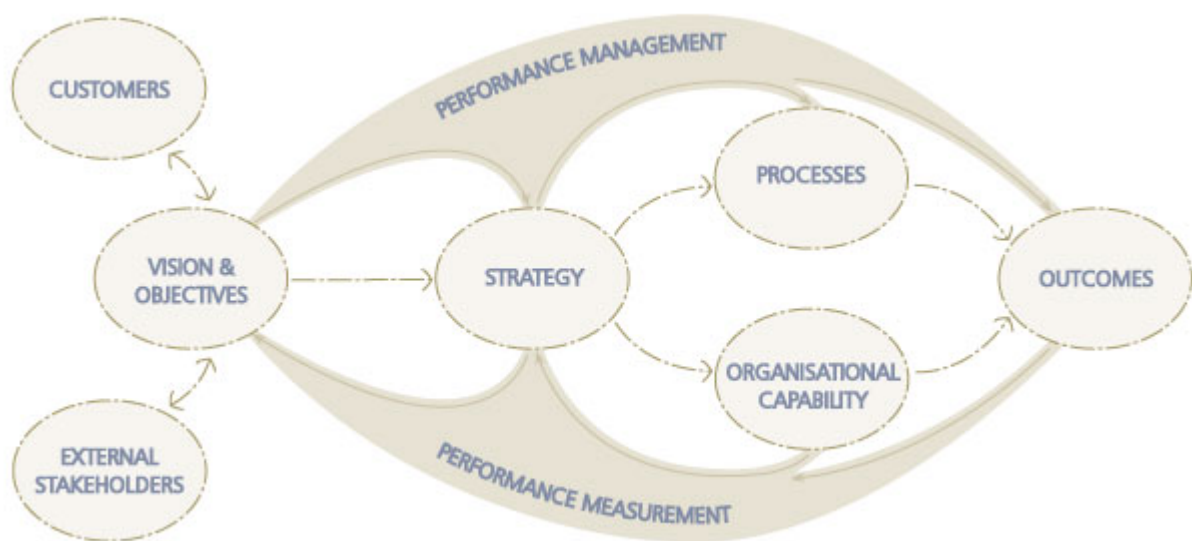 PERFORMANCE MANAGEMENT
CUSTOMERS
PROCESSES
VISION &
OBJECTIVES
STRATEGY
OUTCOMES
ORGANISATIONAL
CAPABILITY
EXTERNAL
STAKEHOLDERS
PERFORMANCE MEASUREMENT